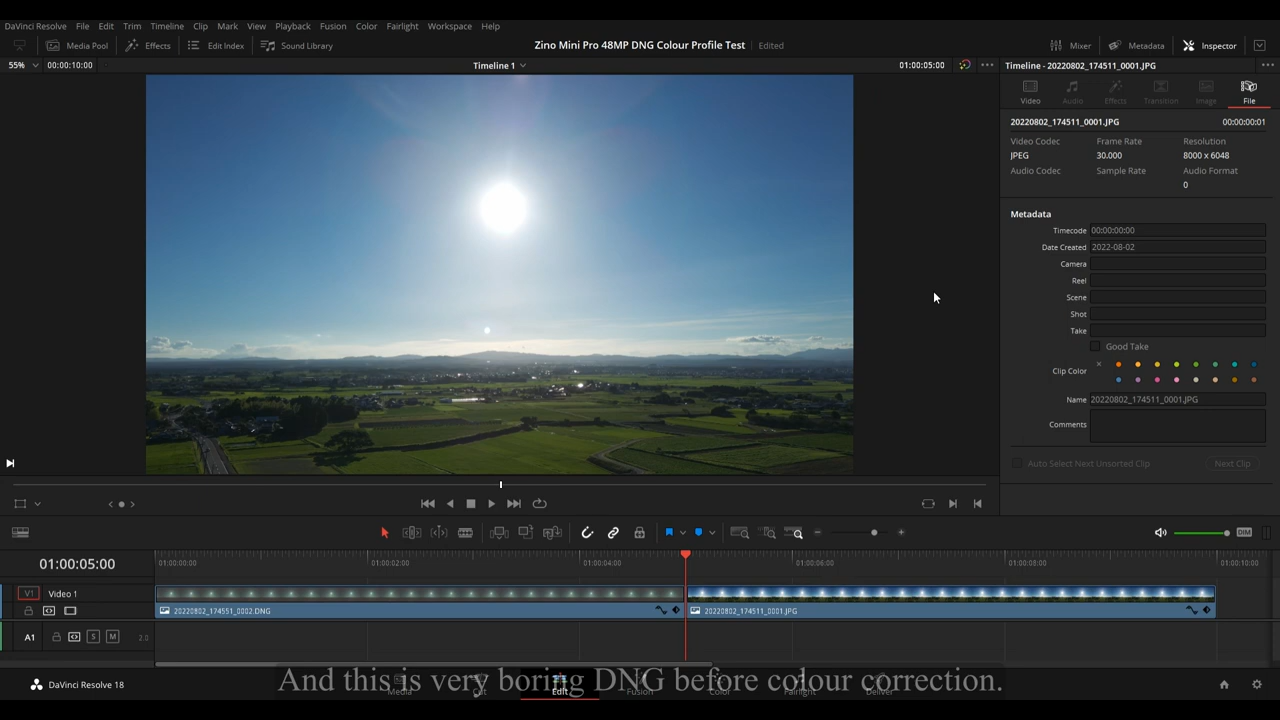 DaVinci Resolve File Edit Trim Timeline Clip Mark View Playback Fusion Color Fairlight Workspace Help
Media Pool Effects Edit Index Sound Library Zino Mini Pro 48MP DNG Colour Profile Test Edited Mixer Metadata Inspector
55% 00:00:10:00 Timeline 1 01:00:05:00 Timeline - 20220802_174511_0001.JPG
Video Audio Effects Transition Image File
20220802_174511_0001.JPG 00:00:00:01
Video Codec Frame Rate Resolution
JPEG 30.000 8000 x 6048
Audio Codec Sample Rate Audio Format
0
Metadata
Timecode 00:00:00:00
Date Created 2022-08-02
Camera
Reel
Scene
Shot
Take
Good Take
Clip Color
Name 20220802_174511_0001.JPG
Comments
Auto Select Next Unsorted Clip Next Clip
DIM
01:00:05:00 01:00:00:00 01:00:02:00 01:00:04:00 01:00:06:00 01:00:08:00 01:00:10:00
V1 Video 1
20220802_174551_0002.DNG 20220802_174511_0001.JPG
A1 S M 2.0
And this is very boring DNG before colour correction.
DaVinci Resolve 18 Media Cut Edit Fusion Color Fairlight Deliver